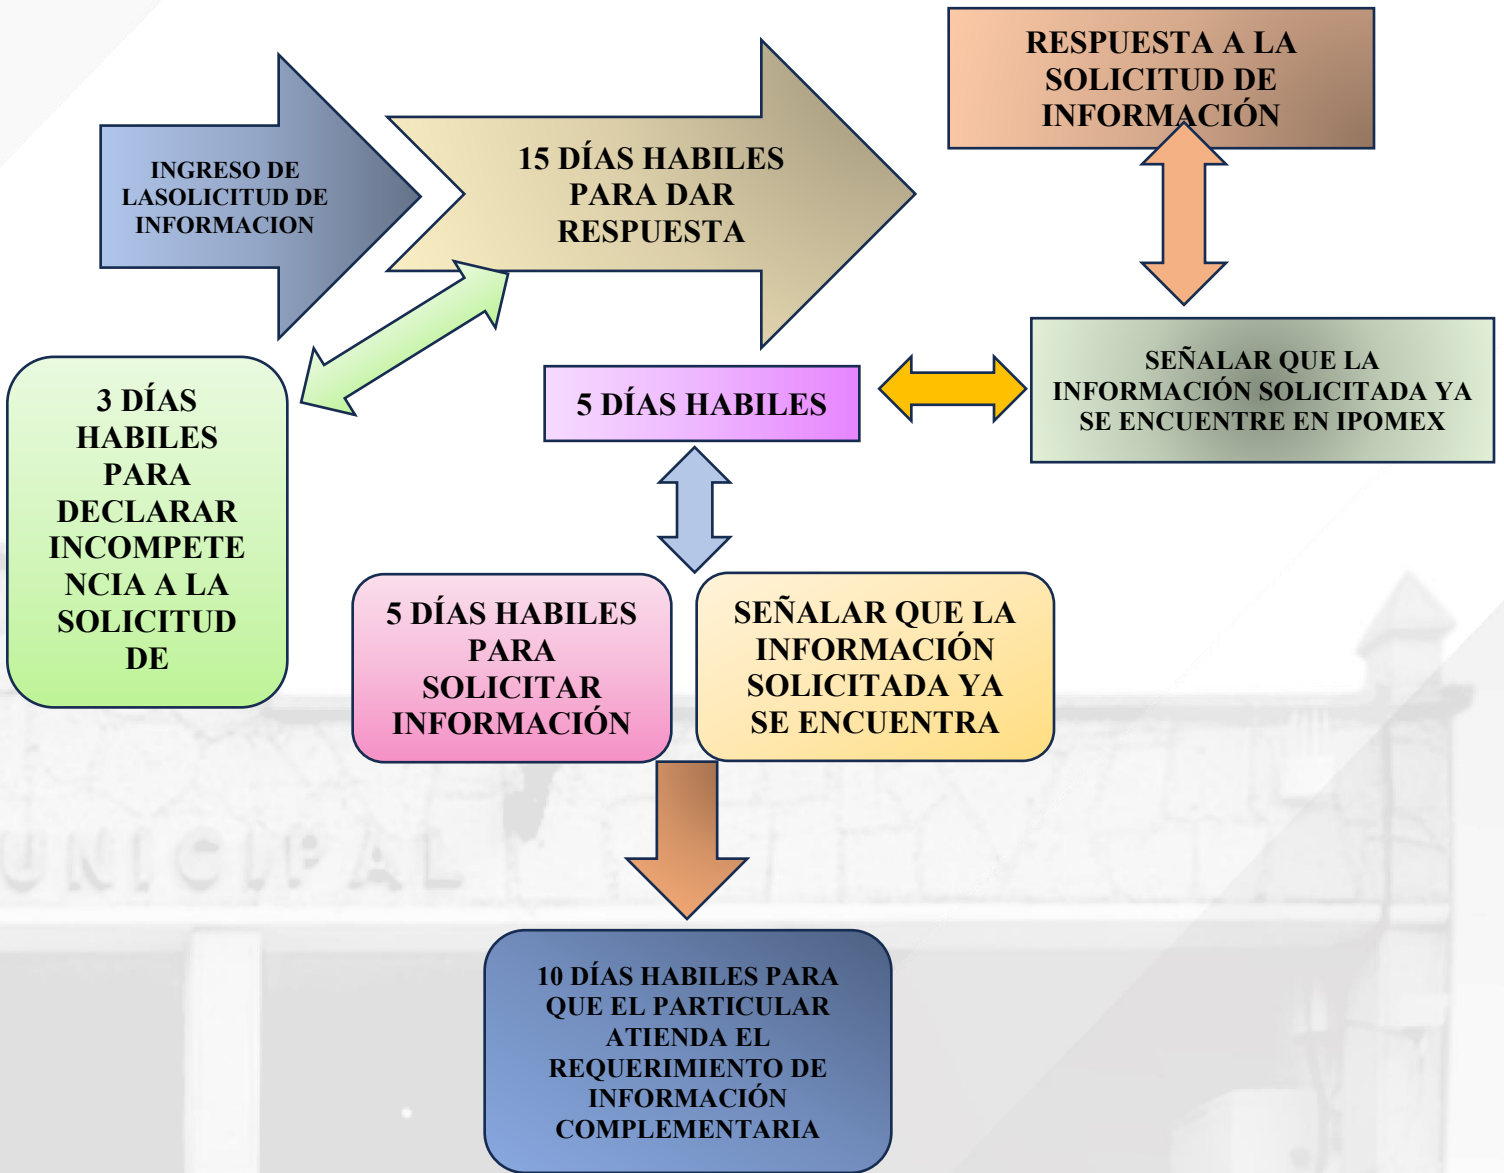 INGRESO DE
LASOLICITUD DE
INFORMACION
15 DÍAS HABILES
PARA DAR
RESPUESTA
RESPUESTA A LA
SOLICITUD DE
INFORMACIÓN
3 DÍAS
HABILES
PARA
DECLARAR
INCOMPETE
NCIA A LA
SOLICITUD
DE
5 DÍAS HABILES
SEÑALAR QUE LA
INFORMACIÓN SOLICITADA YA
SE ENCUENTRE EN IPOMEX
5 DÍAS HABILES
PARA
SOLICITAR
INFORMACIÓN
SEÑALAR QUE LA
INFORMACIÓN
SOLICITADA YA
SE ENCUENTRA
UNICIPAL
10 DÍAS HABILES PARA
QUE EL PARTICULAR
ATIENDA EL
REQUERIMIENTO DE
INFORMACIÓN
COMPLEMENTARIA